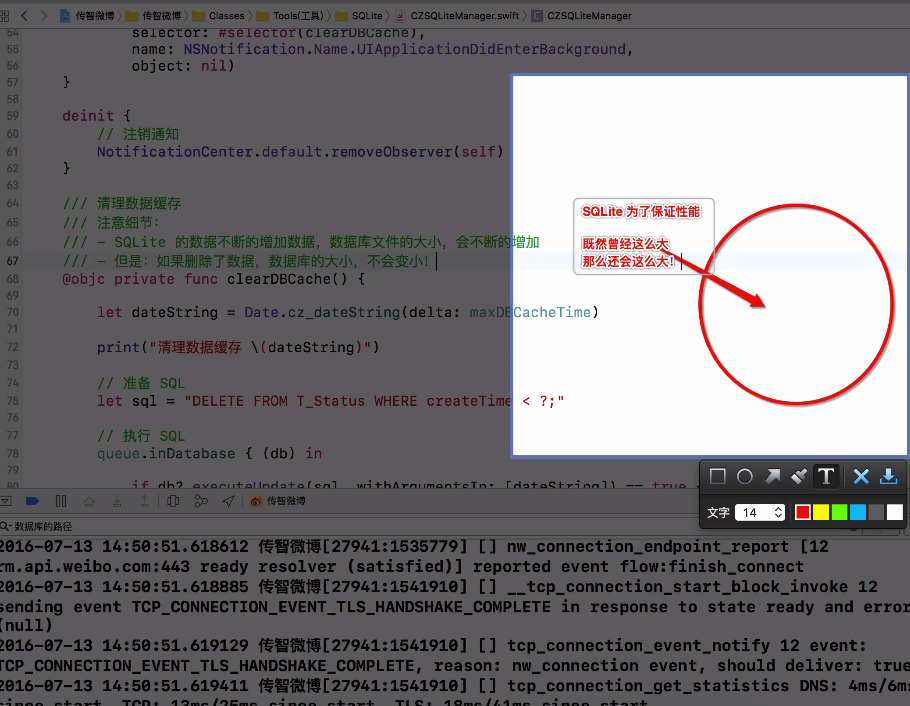 传智微博 〉 传智微博 〉 Classes 〉 Tools(工具) 〉 SQLite 〉 CZSQLiteManager.swift 〉 C CZSQLiteManager
54 selector: #selector(clearDBCache),
55 name: NSNotification.Name.UIApplicationDidEnterBackground,
56 object: nil)
57 }
58
59 deinit {
60 // 注销通知
61 NotificationCenter.default.removeObserver(self)
62 }
63
64 /// 清理数据缓存
65 /// 注意细节：
66 /// - SQLite 的数据不断的增加数据，数据库文件的大小，会不断的增加
67 /// - 但是：如果删除了数据，数据库的大小，不会变小！
68 @objc private func clearDBCache() {
69
70 let dateString = Date.cz_dateString(delta: maxDBCacheTime)
71
72 print("清理数据缓存 \(dateString)")
73
74 // 准备 SQL
75 let sql = "DELETE FROM T_Status WHERE createTime < ?;"
76
77 // 执行 SQL
78 queue.inDatabase { (db) in
79
80 if db?.executeUpdate(sql, withArgumentsIn: [dateString]) == true {
SQLite 为了保证性能
既然曾经这么大
那么还会这么大！
T
文字 14
传智微博
数据库的路径
2016-07-13 14:50:51.618612 传智微博[27941:1535779] [] nw_connection_endpoint_report [12
rm.api.weibo.com:443 ready resolver (satisfied)] reported event flow:finish_connect
2016-07-13 14:50:51.618885 传智微博[27941:1541910] [] __tcp_connection_start_block_invoke 12
sending event TCP_CONNECTION_EVENT_TLS_HANDSHAKE_COMPLETE in response to state ready and error
(null)
2016-07-13 14:50:51.619129 传智微博[27941:1541910] [] tcp_connection_event_notify 12 event:
TCP_CONNECTION_EVENT_TLS_HANDSHAKE_COMPLETE, reason: nw_connection event, should deliver: true
2016-07-13 14:50:51.619411 传智微博[27941:1541910] [] tcp_connection_get_statistics DNS: 4ms/6ms
since start, TCP: 13ms/25ms since start, TLS: 18ms/41ms since start